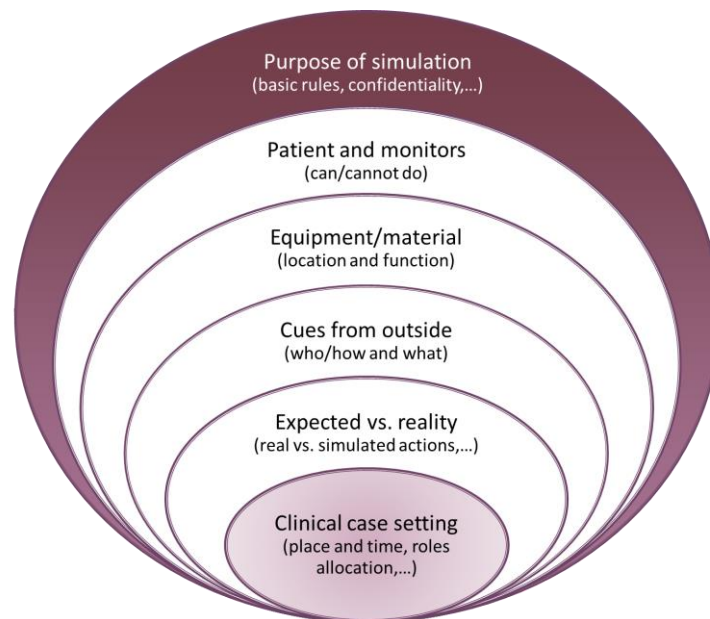 Purpose of simulation
(basic rules, confidentiality,...)
Patient and monitors
(can/cannot do)
Equipment/material
(location and function)
Cues from outside
(who/how and what)
Expected vs. reality
(real vs. simulated actions,...)
Clinical case setting
(place and time, roles
allocation,...)